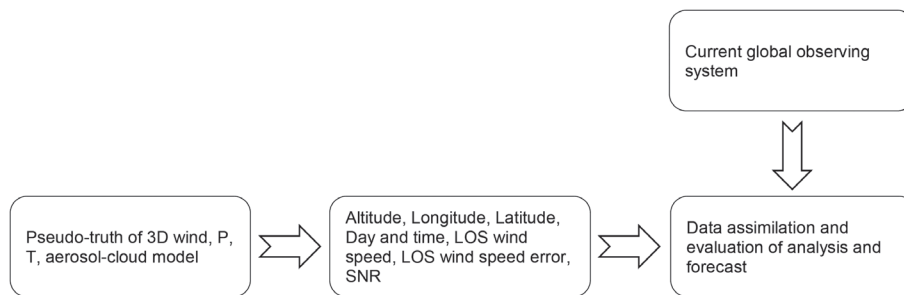 Current global observing
system
Pseudo-truth of 3D wind, P,
T, aerosol-cloud model
Altitude, Longitude, Latitude,
Day and time, LOS wind
speed, LOS wind speed error,
SNR
Data assimilation and
evaluation of analysis and
forecast